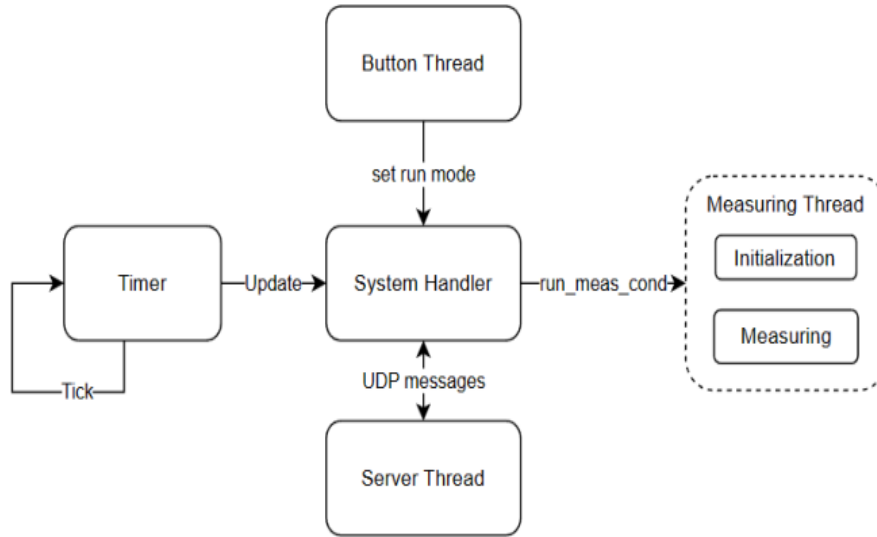 Button Thread
set run mode
Measuring Thread
Initialization
Timer
Update
System Handler
run_meas_cond
Measuring
UDP messages
Tick
Server Thread